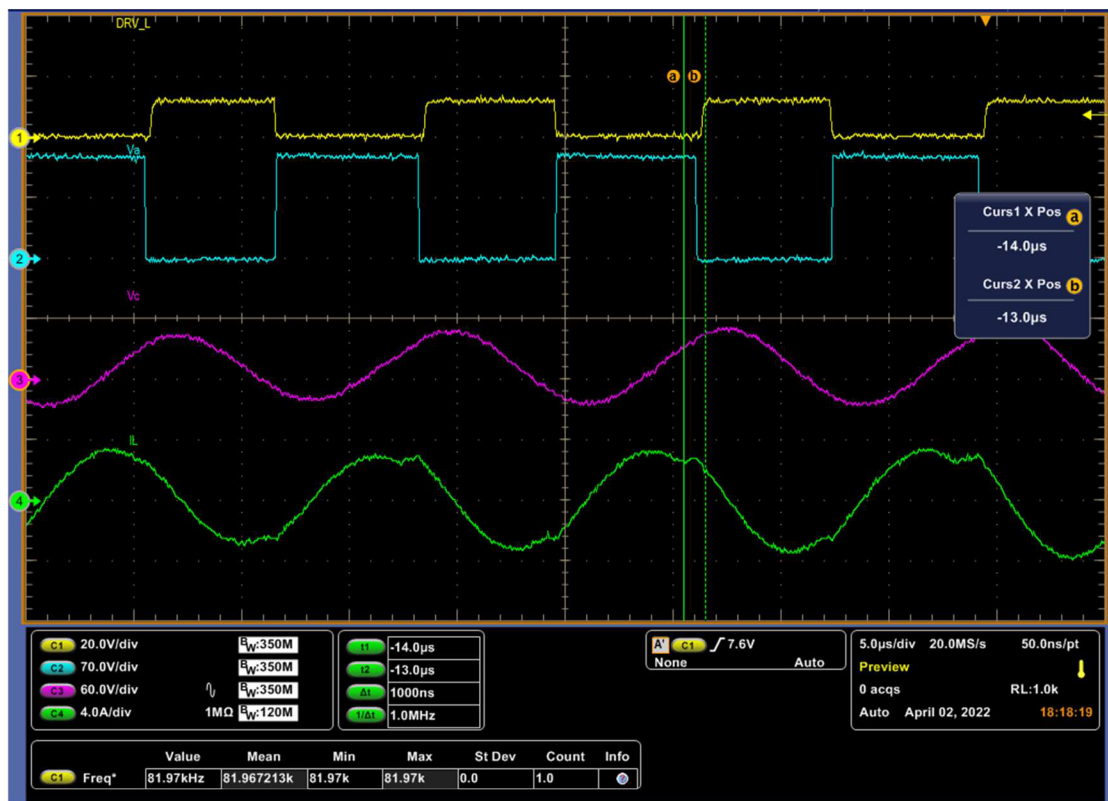 DRV_L
a b
1
Va
Curs1 X Pos a
-14.0µs
2
Curs2 X Pos b
Vc
-13.0µs
3
IL
4
C1 20.0V/div BW:350M
C2 70.0V/div BW:350M
C3 60.0V/div BW:350M
C4 4.0A/div 1MΩ BW:120M
t1 -14.0µs
t2 -13.0µs
Δt 1000ns
1/Δt 1.0MHz
A' C1 7.6V
None Auto
5.0µs/div 20.0MS/s 50.0ns/pt
Preview
0 acqs RL:1.0k
Auto April 02, 2022 18:18:19
Value Mean Min Max St Dev Count Info
C1 Freq* 81.97kHz 81.967213k 81.97k 81.97k 0.0 1.0